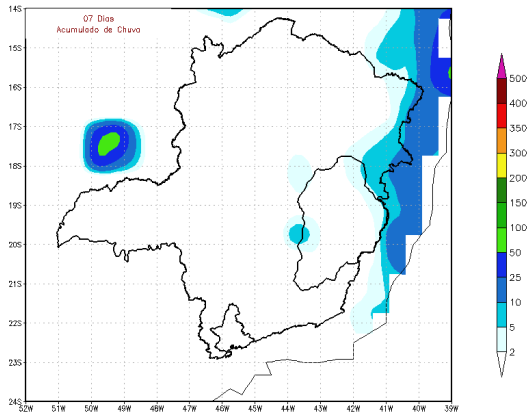 07 Dias
Acumulado de Chuva
14S
15S
16S
17S
18S
19S
20S
21S
22S
23S
24S
52W 51W 50W 49W 48W 47W 46W 45W 44W 43W 42W 41W 40W 39W
500
400
350
300
200
150
100
50
25
10
5
2